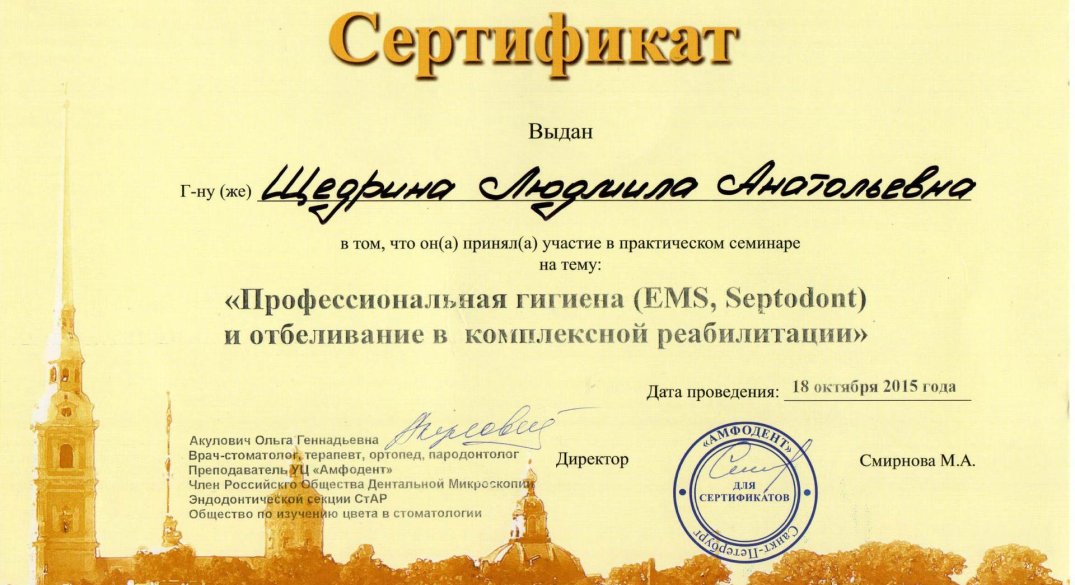 Сертификат
Выдан
Г-ну (же) Щедрина Людмила Анатольевна
в том, что он(а) принял(а) участие в практическом семинаре
на тему:
«Профессиональная гигиена (EMS, Septodont)
и отбеливание в комплексной реабилитации»
Дата проведения: 18 октября 2015 года
Акулович Ольга Геннадьевна
Врач-стоматолог, терапевт, ортопед, пародонтолог
Преподаватель УЦ «Амфодент»
Член Российскго Общества Дентальной Микроскопии
Эндодонтической секции СтАР
Общество по изучению цвета в стоматологии
Директор
«АМФОДЕНТ»
ДЛЯ
СЕРТИФИКАТОВ
Санкт-Петербург
Смирнова М.А.